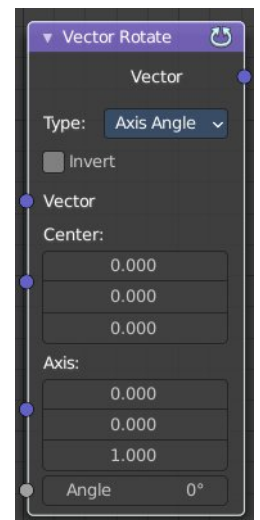 Vector Rotate
Vector
Type: Axis Angle
Invert
Vector
Center:
0.000
0.000
0.000
Axis:
0.000
0.000
1.000
Angle 0°